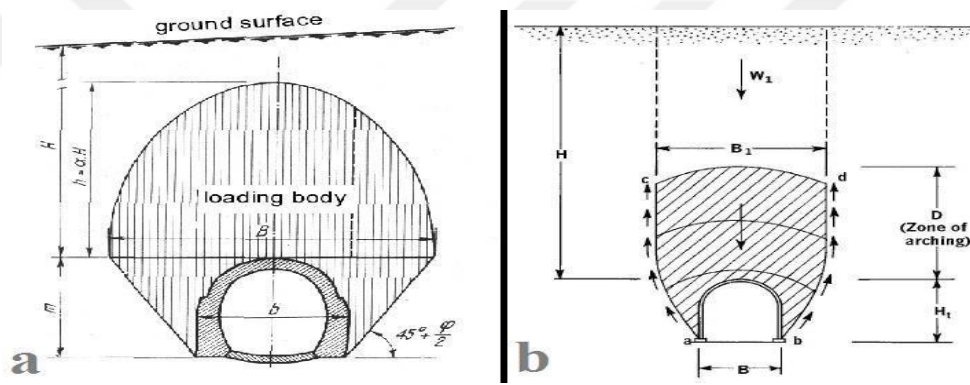 ground surface
H
h = α.H
loading body
B
m
b
45° + φ/2
a
b
W₁
H
B₁
c
d
D
(Zone of
arching)
Hₜ
a
b
B